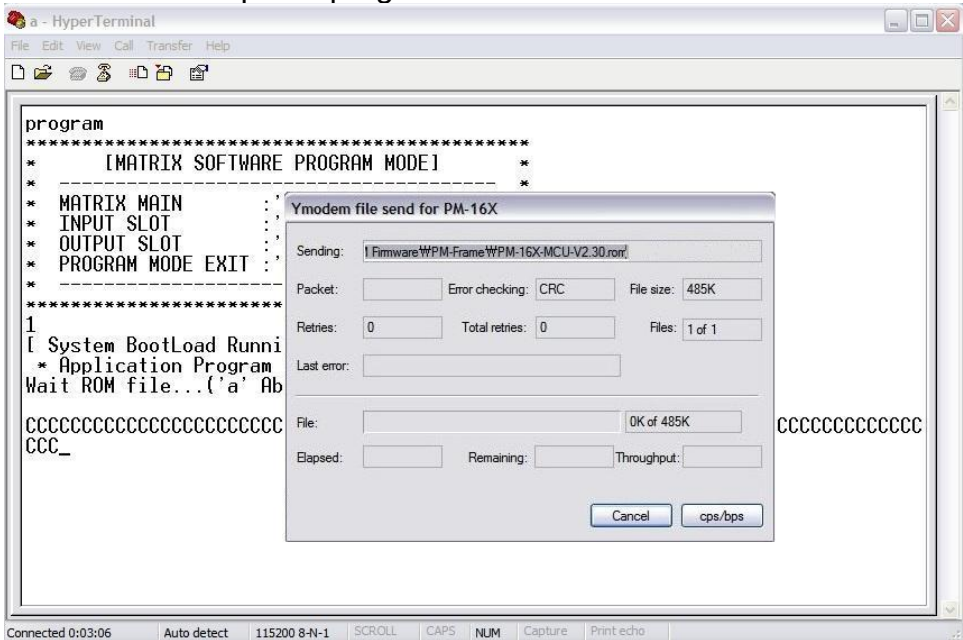 a - HyperTerminal
File Edit View Call Transfer Help
program
*********************************************
* [MATRIX SOFTWARE PROGRAM MODE] *
* --------------------------------------- *
* MATRIX MAIN :'
* INPUT SLOT :'
* OUTPUT SLOT :'
* PROGRAM MODE EXIT :'
* --------------------
***********************
1
[ System BootLoad Runni
* Application Program
Wait ROM file...('a' Ab
CCCCCCCCCCCCCCCCCCCCCCC CCCCCCCCCCCCC
CCC_
Ymodem file send for PM-16X
Sending: 1 Firmware₩PM-Frame₩PM-16X-MCU-V2.30.rom
Packet: Error checking: CRC File size: 485K
Retries: 0 Total retries: 0 Files: 1 of 1
Last error:
File: 0K of 485K
Elapsed: Remaining: Throughput:
Cancel cps/bps
Connected 0:03:06 Auto detect 115200 8-N-1 SCROLL CAPS NUM Capture Print echo